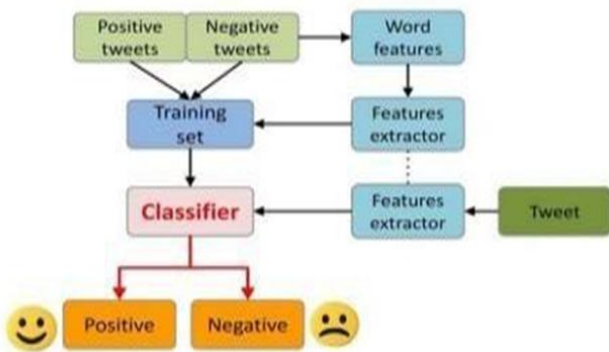 Positive
tweets
Negative
tweets
Word
features
Training
set
Features
extractor
Classifier
Features
extractor
Tweet
Positive
Negative